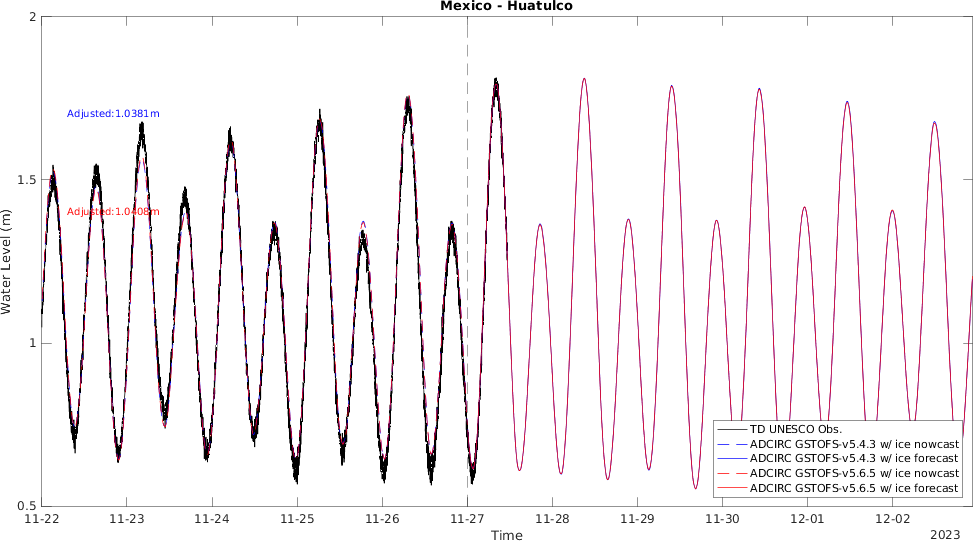 Mexico - Huatulco
2
1.5
1
0.5
Water Level (m)
Adjusted:1.0381m
Adjusted:1.0408m
TD UNESCO Obs.
ADCIRC GSTOFS-v5.4.3 w/ ice nowcast
ADCIRC GSTOFS-v5.4.3 w/ ice forecast
ADCIRC GSTOFS-v5.6.5 w/ ice nowcast
ADCIRC GSTOFS-v5.6.5 w/ ice forecast
11-22 11-23 11-24 11-25 11-26 11-27 11-28 11-29 11-30 12-01 12-02
Time
2023